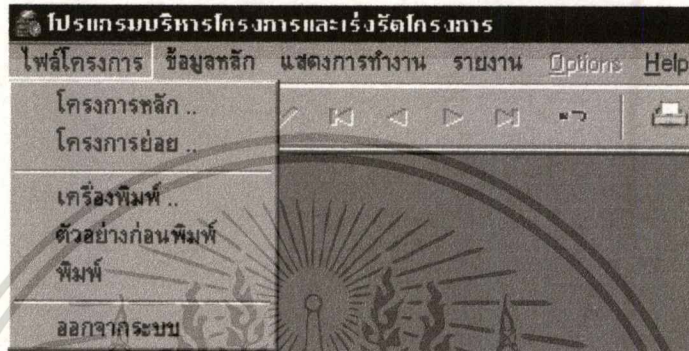 โปรแกรมบริหารโครงการและเร่งรัดโครงการ
ไฟล์โครงการ ข้อมูลหลัก แสดงการทำงาน รายงาน Options Help
โครงการหลัก ..
โครงการย่อย ..
เครื่องพิมพ์ ..
ตัวอย่างก่อนพิมพ์
พิมพ์
ออกจากระบบ